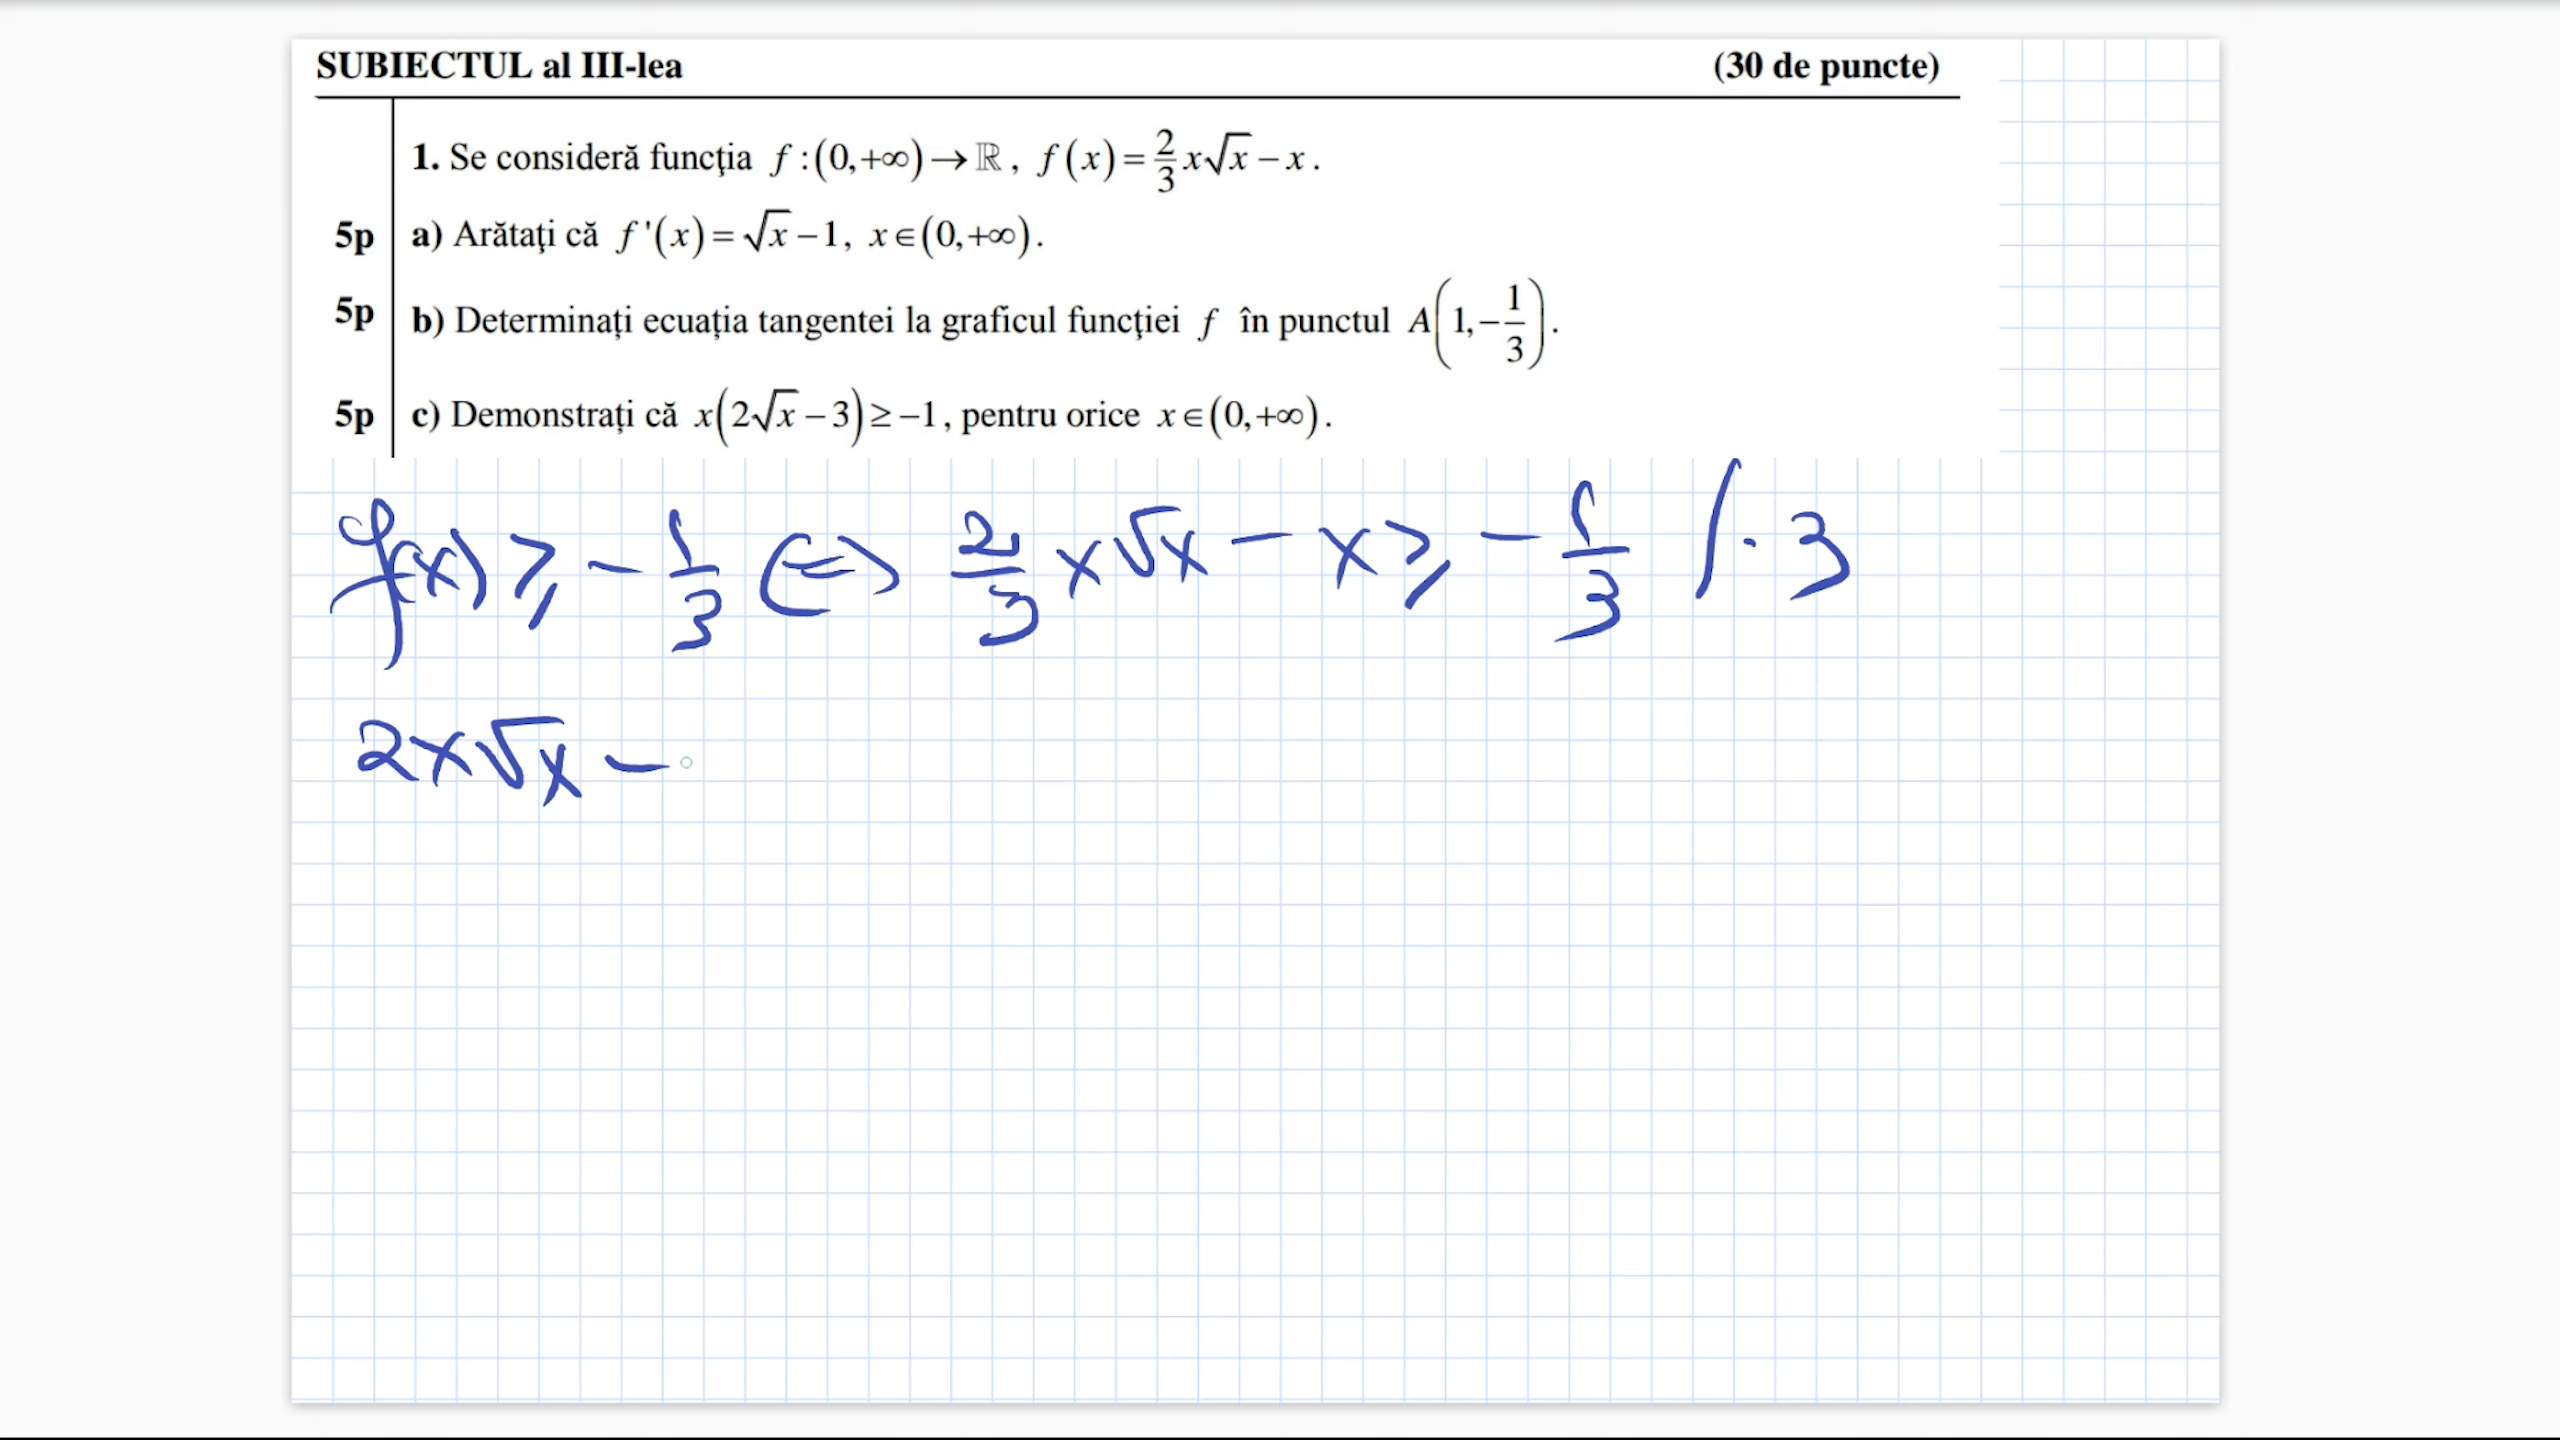 SUBIECTUL al III-lea (30 de puncte)
1. Se consideră funcţia f : (0,+∞) → ℝ, f(x) = 2/3 x√x − x.
5p a) Arătaţi că f'(x) = √x − 1, x ∈ (0,+∞).
5p b) Determinați ecuația tangentei la graficul funcției f în punctul A(1, −1/3).
5p c) Demonstrați că x(2√x − 3) ≥ −1, pentru orice x ∈ (0,+∞).
f(x) ≥ − 1/3 (=) 2/3 x√x − x ≥ − 1/3 / · 3
2x√x −